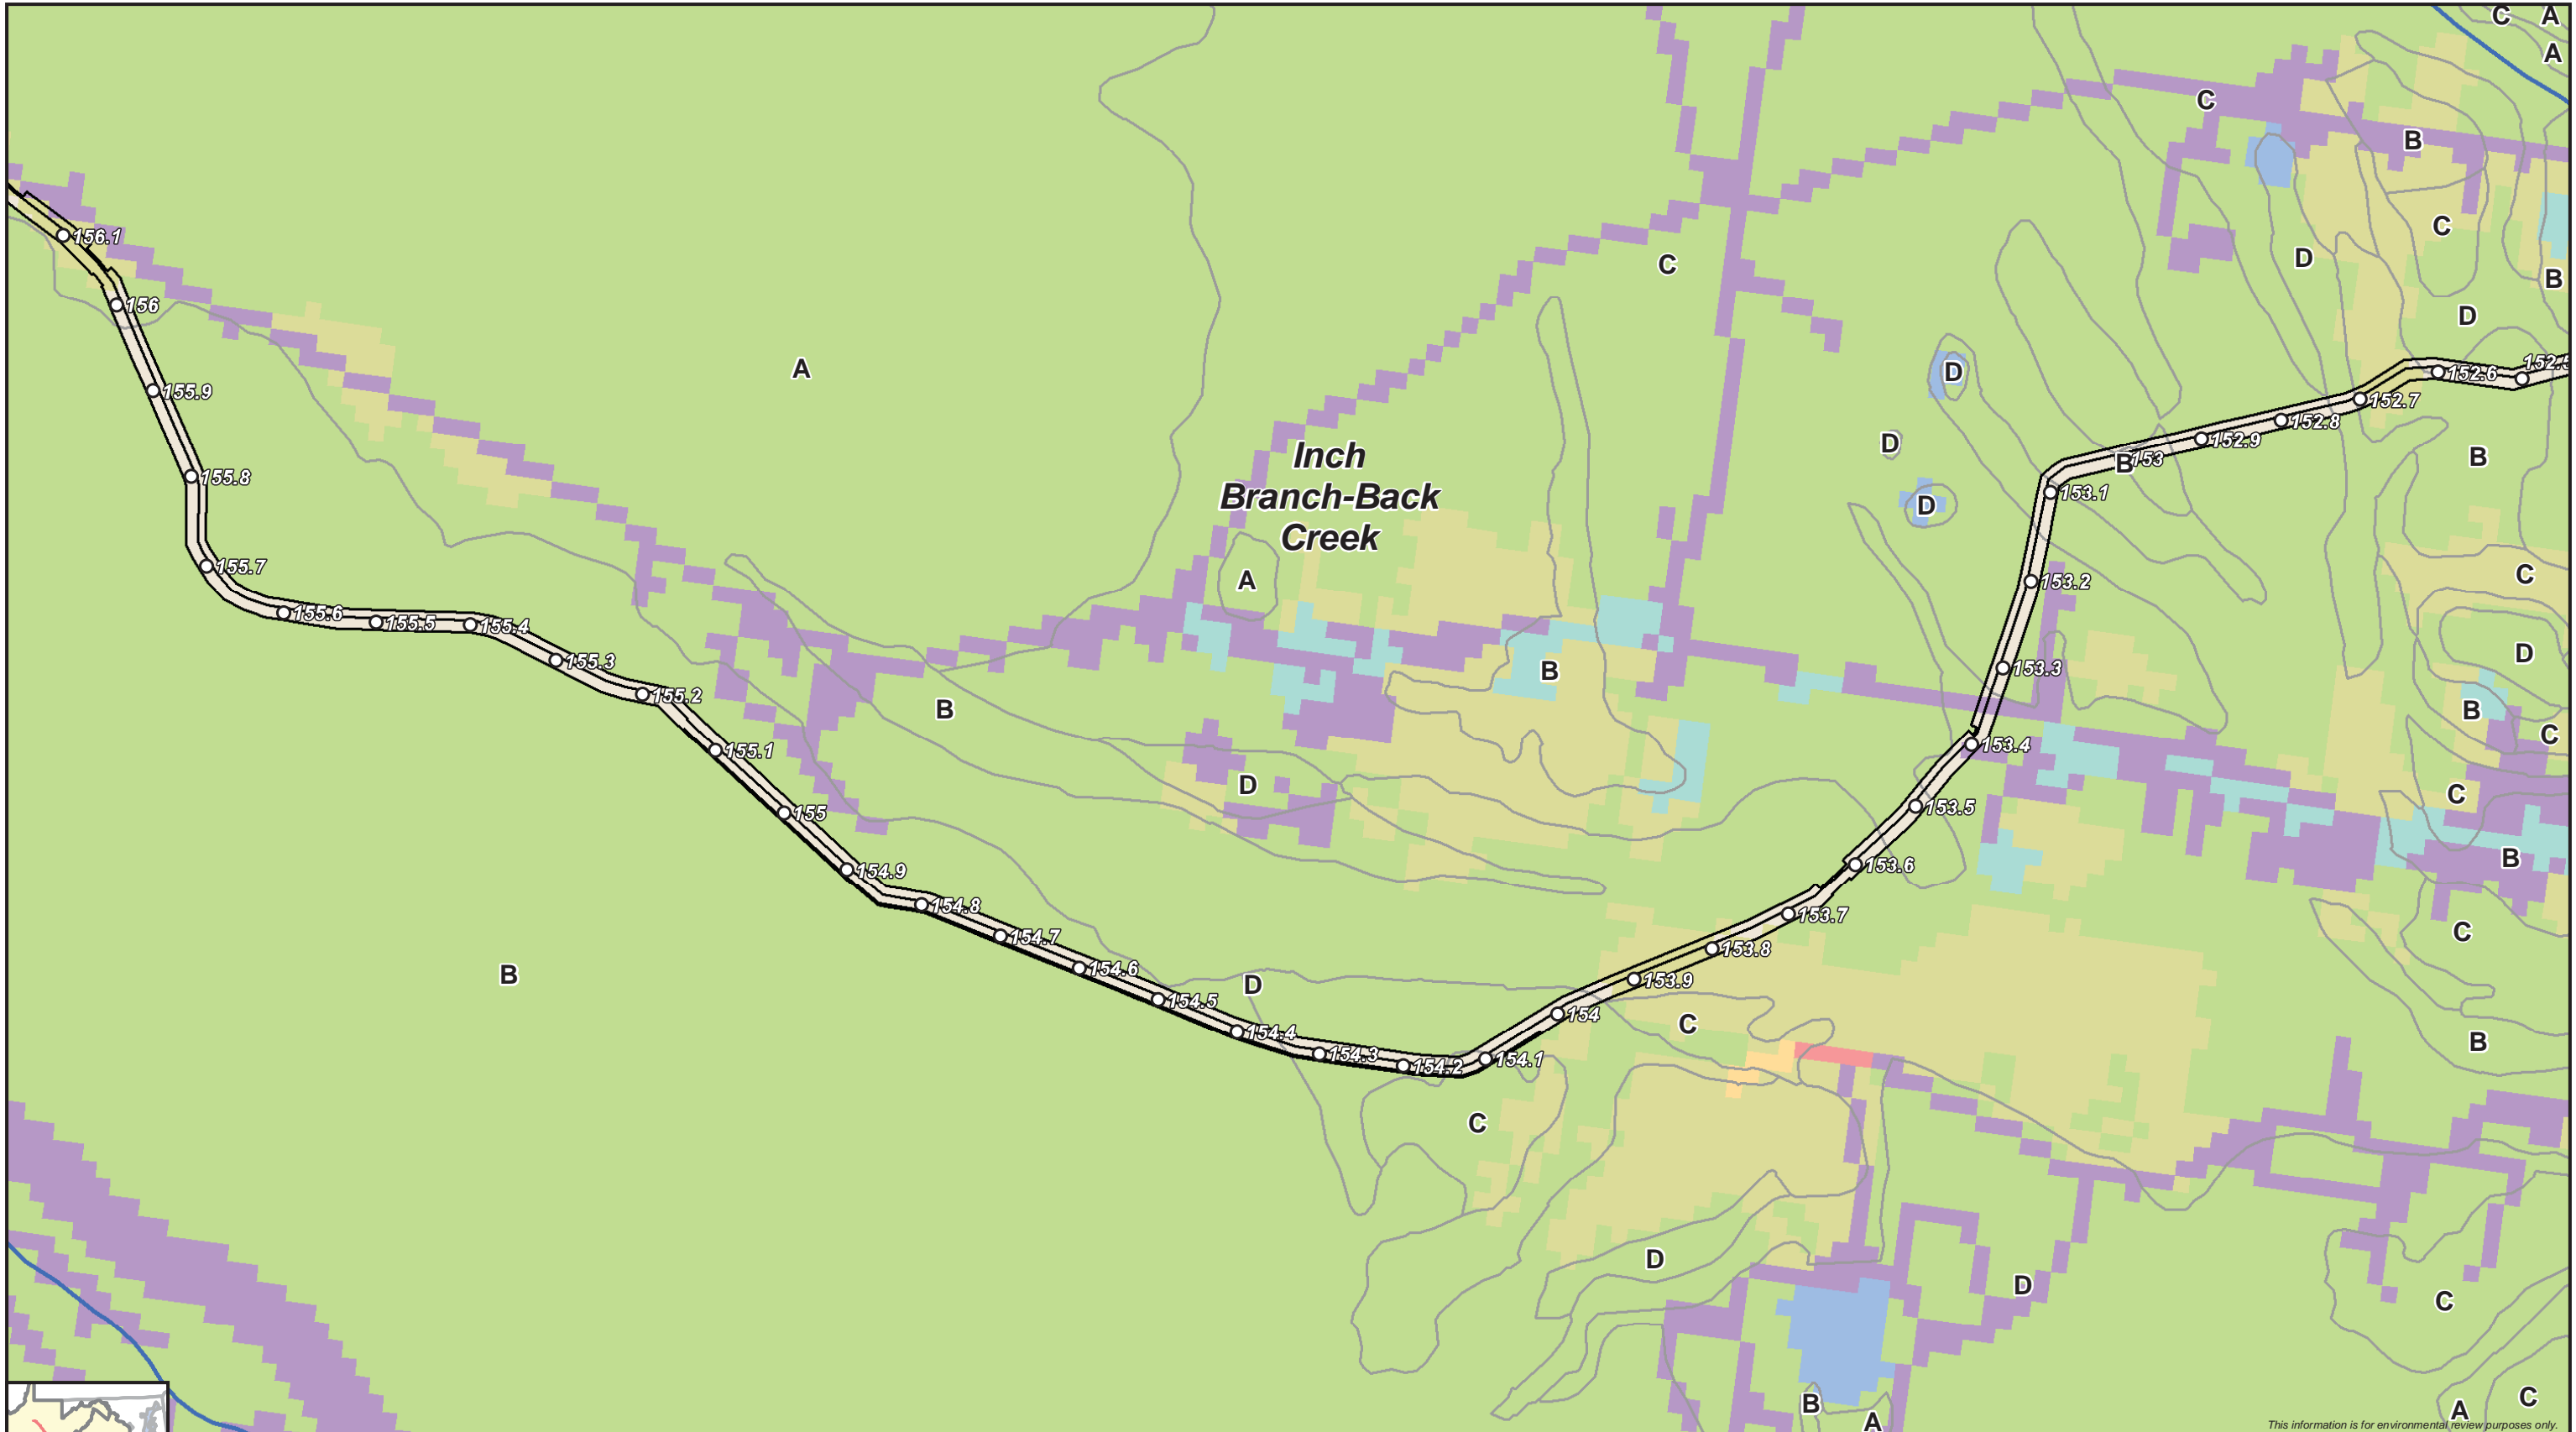 C A
A
C
B
156.1
C
C
D
B
156
D
A
D
152.5
152.6
155.9
152.7
152.8
D
152.9
Inch
Branch-Back
Creek
B
B 153
155.8
153.1
D
155.7
A
C
153.2
155.6
155.5
155.4
155.3
D
153.3
B
155.2
B
B
C
153.4
155.1
D
C
153.5
155
B
153.6
154.9
154.8
153.7
C
154.7
153.8
154.6
B
153.9
D
154.5
154
C
154.4
B
154.3
154.1
154.2
C
D
D
C
B
C
A
A
This information is for environmental review purposes only.